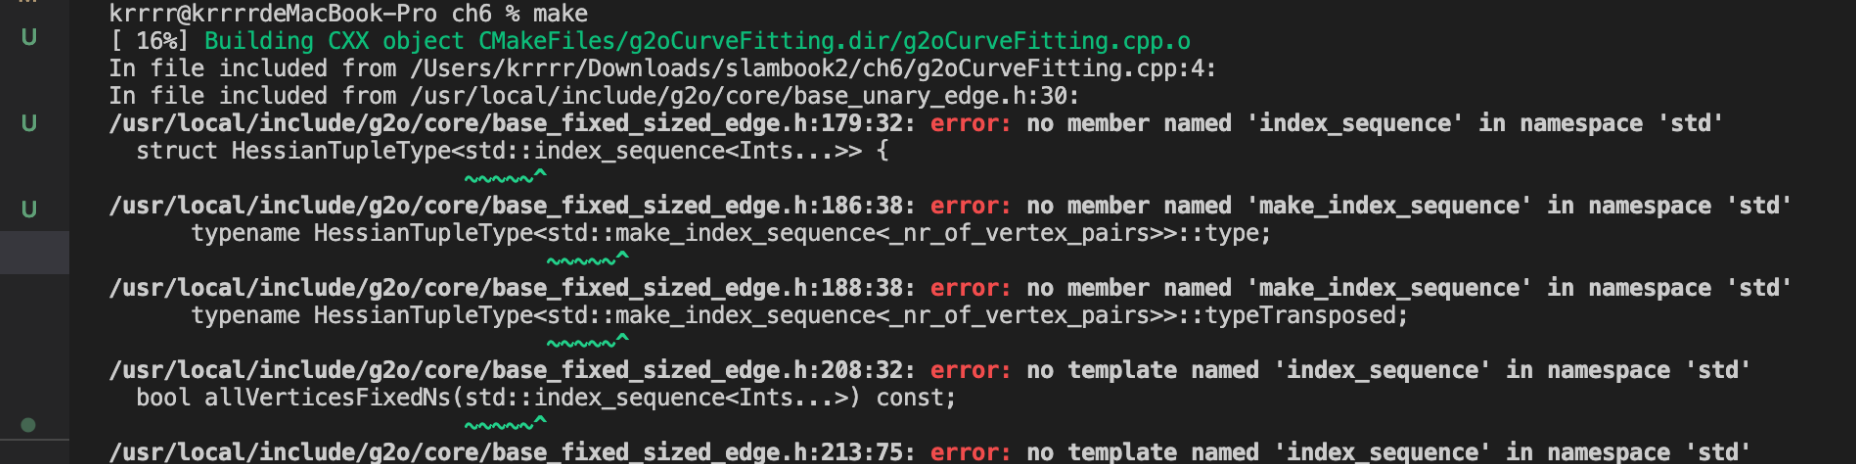 krrrr@krrrrdeMacBook-Pro ch6 % make
[ 16%] Building CXX object CMakeFiles/g2oCurveFitting.dir/g2oCurveFitting.cpp.o
In file included from /Users/krrrr/Downloads/slambook2/ch6/g2oCurveFitting.cpp:4:
In file included from /usr/local/include/g2o/core/base_unary_edge.h:30:
/usr/local/include/g2o/core/base_fixed_sized_edge.h:179:32: error: no member named 'index_sequence' in namespace 'std'
  struct HessianTupleType<std::index_sequence<Ints...>> {
                          ~~~~~^
/usr/local/include/g2o/core/base_fixed_sized_edge.h:186:38: error: no member named 'make_index_sequence' in namespace 'std'
      typename HessianTupleType<std::make_index_sequence<_nr_of_vertex_pairs>>::type;
                                ~~~~~^
/usr/local/include/g2o/core/base_fixed_sized_edge.h:188:38: error: no member named 'make_index_sequence' in namespace 'std'
      typename HessianTupleType<std::make_index_sequence<_nr_of_vertex_pairs>>::typeTransposed;
                                ~~~~~^
/usr/local/include/g2o/core/base_fixed_sized_edge.h:208:32: error: no template named 'index_sequence' in namespace 'std'
  bool allVerticesFixedNs(std::index_sequence<Ints...>) const;
                          ~~~~~^
/usr/local/include/g2o/core/base_fixed_sized_edge.h:213:75: error: no template named 'index_sequence' in namespace 'std'
U
U
U